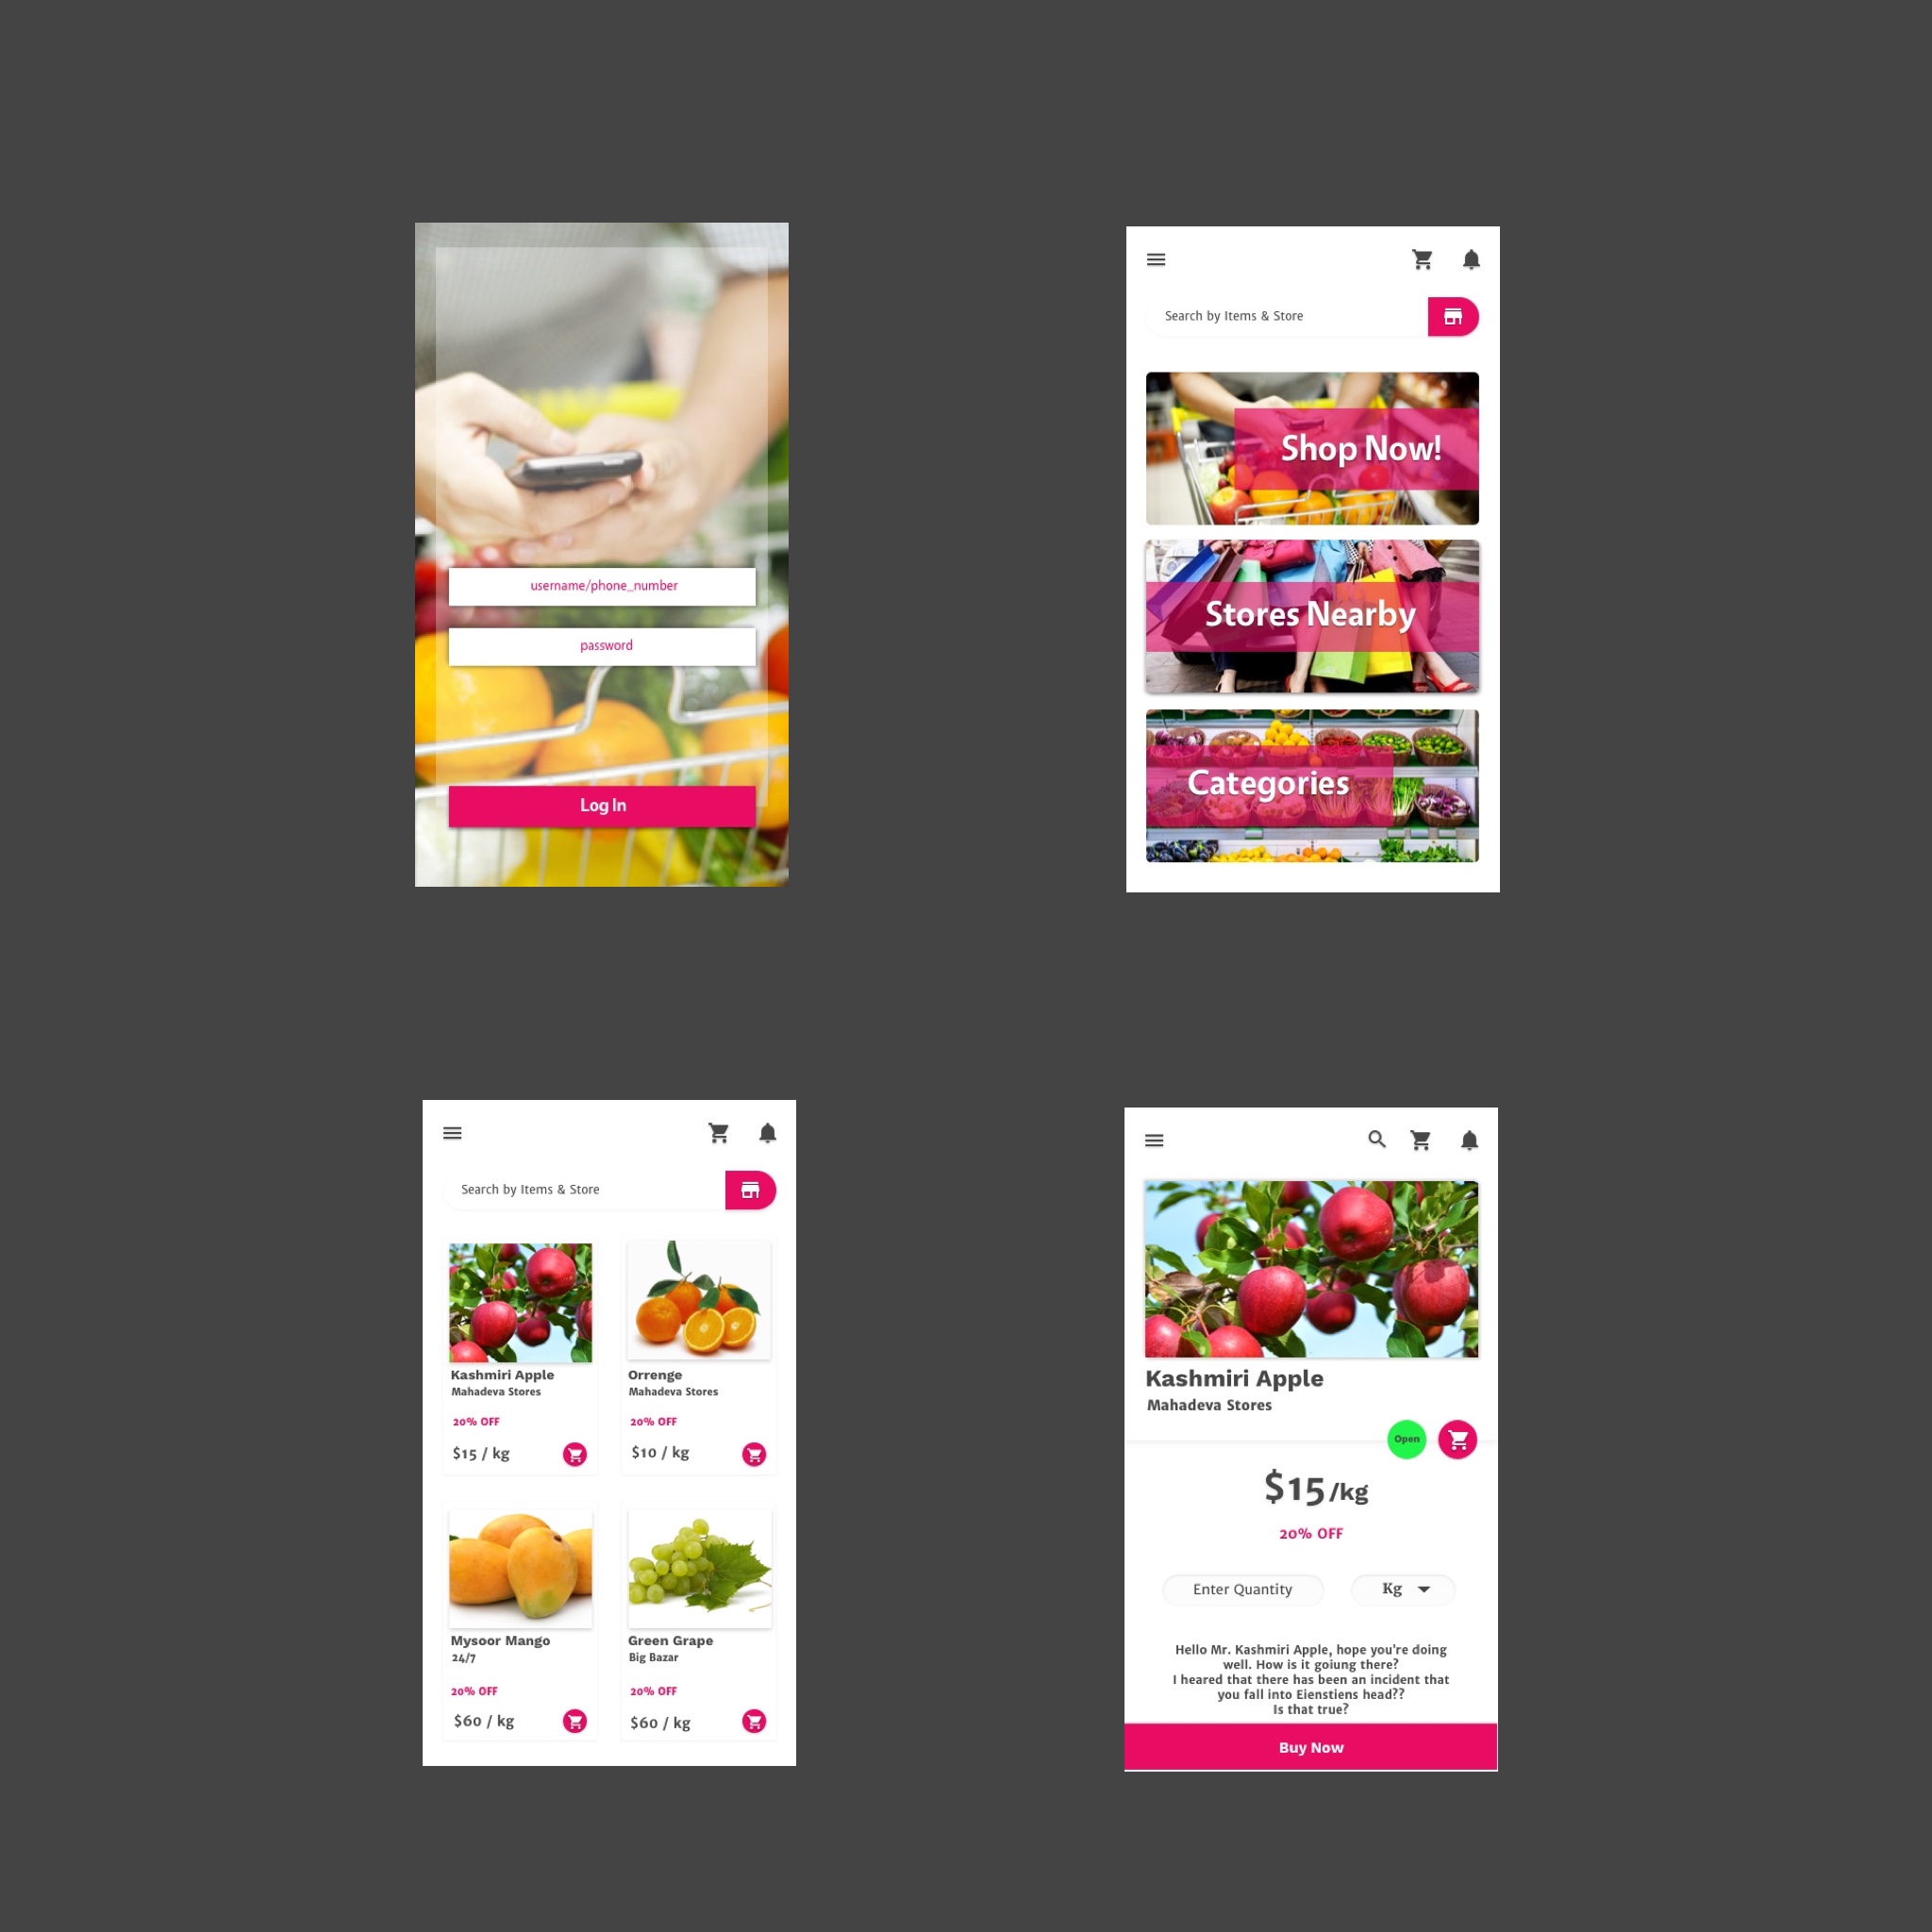 username/phone_number
password
Log In
Search by Items & Store
Shop Now!
Stores Nearby
Categories
Search by Items & Store
Kashmiri Apple
Mahadeva Stores
20% OFF
$15 / kg
Orrenge
Mahadeva Stores
20% OFF
$10 / kg
Mysoor Mango
24/7
20% OFF
$60 / kg
Green Grape
Big Bazar
20% OFF
$60 / kg
Kashmiri Apple
Mahadeva Stores
Open
$15/kg
20% OFF
Enter Quantity
Kg
Hello Mr. Kashmiri Apple, hope you're doing
well. How is it goiung there?
I heared that there has been an incident that
you fall into Eienstiens head??
Is that true?
Buy Now